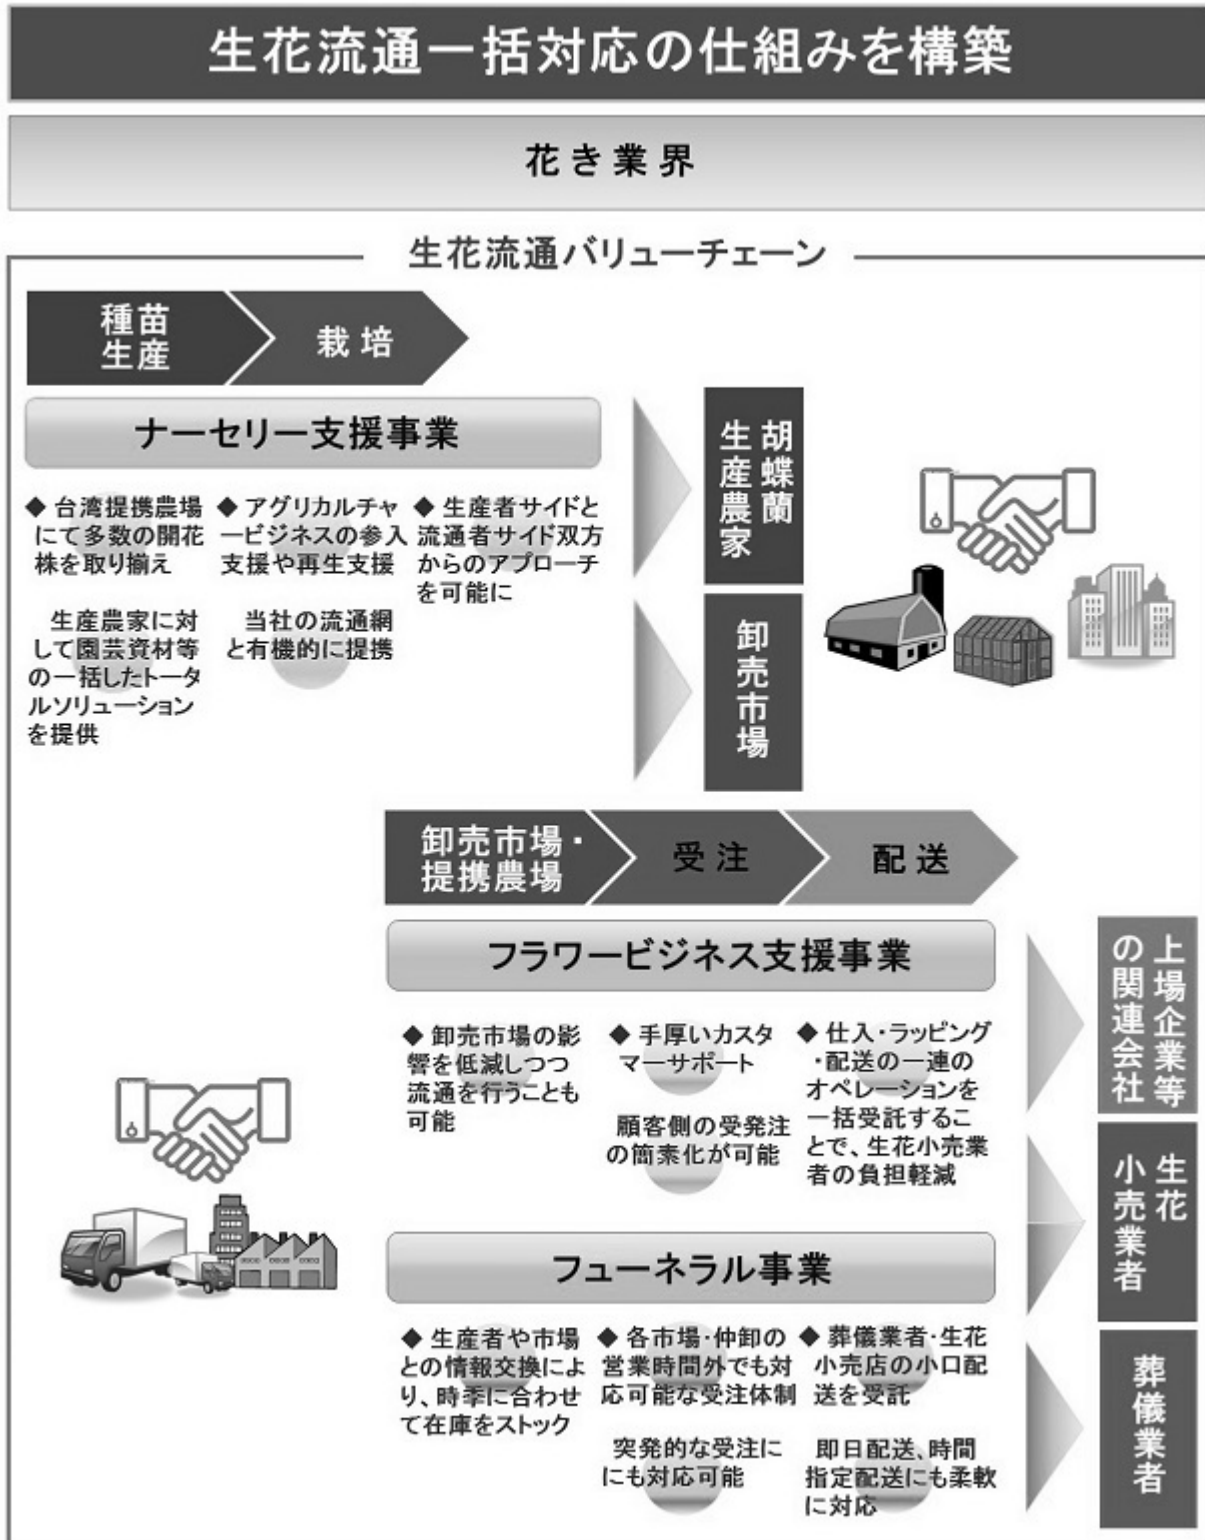 生花流通一括対応の仕組みを構築
花き業界
生花流通バリューチェーン
種苗
生産
栽培
ナーセリー支援事業
◆ 台湾提携農場
にて多数の開花
株を取り揃え
生産農家に対
して園芸資材等
の一括したトータ
ルソリューション
を提供
◆ アグリカルチャ
ービジネスの参入
支援や再生支援
当社の流通網
と有機的に提携
◆ 生産者サイドと
流通者サイド双方
からのアプローチ
を可能に
胡蝶蘭
生産農家
卸売市場
卸売市場・
提携農場
受注
配送
フラワービジネス支援事業
◆ 卸売市場の影
響を低減しつつ
流通を行うことも
可能
◆ 手厚いカスタ
マーサポート
顧客側の受発注
の簡素化が可能
◆ 仕入・ラッピング
・配送の一連の
オペレーションを
一括受託するこ
とで、生花小売業
者の負担軽減
上場企業等
の関連会社
生花
小売業者
フューネラル事業
◆ 生産者や市場
との情報交換によ
り、時季に合わせ
て在庫をストック
◆ 各市場・仲卸の
営業時間外でも対
応可能な受注体制
突発的な受注に
にも対応可能
◆ 葬儀業者・生花
小売店の小口配
送を受託
即日配送、時間
指定配送にも柔軟
に対応
葬儀業者